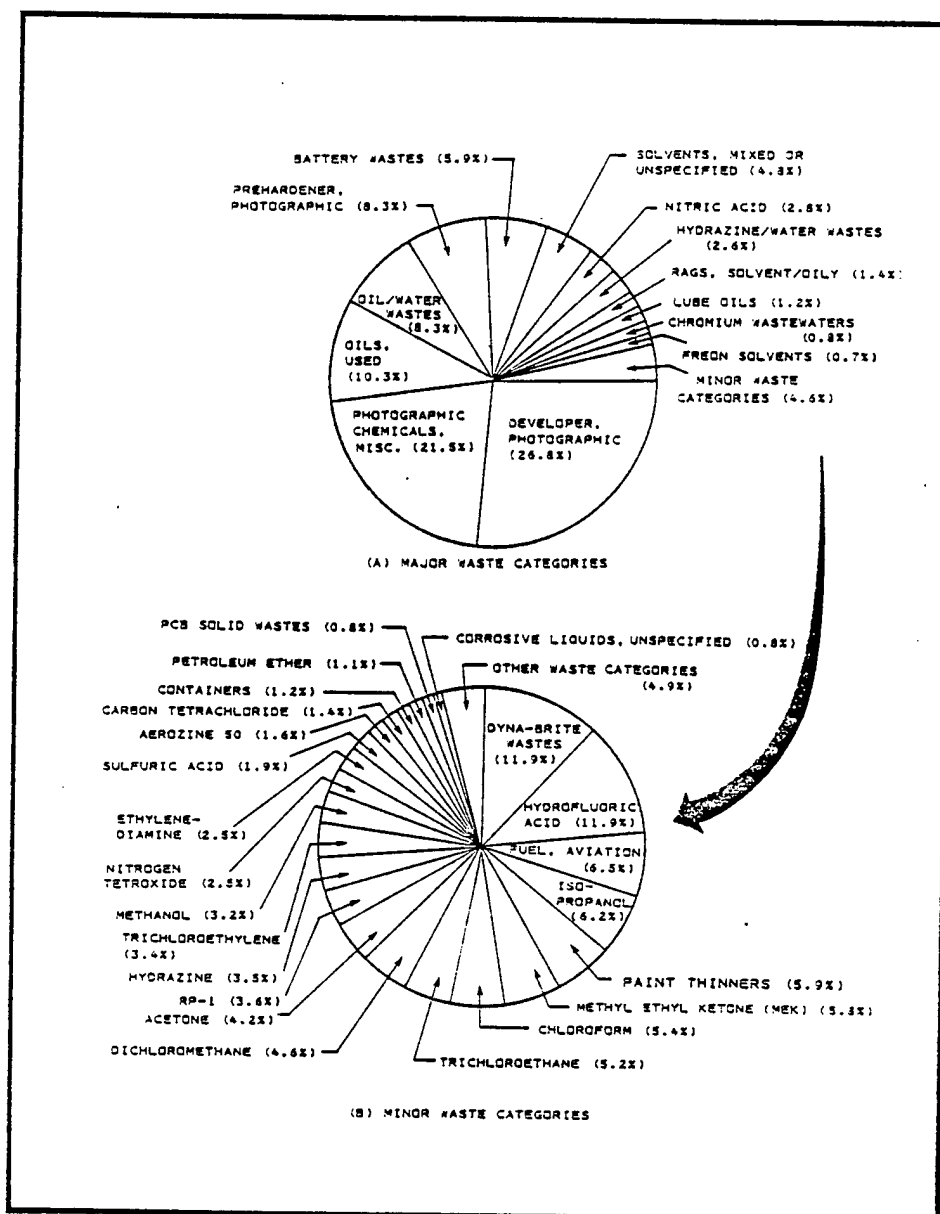 BATTERY WASTES (5.9%)
SOLVENTS, MIXED OR
UNSPECIFIED (4.8%)
PREHARDENER,
PHOTOGRAPHIC (8.3%)
NITRIC ACID (2.8%)
HYDRAZINE/WATER WASTES
(2.6%)
RAGS, SOLVENT/OILY (1.4%)
LUBE OILS (1.2%)
CHROMIUM WASTEWATERS
(0.8%)
FREON SOLVENTS (0.7%)
MINOR WASTE
CATEGORIES (4.6%)
OIL/WATER
WASTES
(8.3%)
OILS,
USED
(10.3%)
PHOTOGRAPHIC
CHEMICALS,
MISC. (21.5%)
DEVELOPER,
PHOTOGRAPHIC
(26.8%)
(A) MAJOR WASTE CATEGORIES
PCB SOLID WASTES (0.8%)
CORROSIVE LIQUIDS, UNSPECIFIED (0.8%)
PETROLEUM ETHER (1.1%)
OTHER WASTE CATEGORIES
(4.9%)
CONTAINERS (1.2%)
CARBON TETRACHLORIDE (1.4%)
AEROZINE 50 (1.6%)
SULFURIC ACID (1.9%)
ETHYLENE-
DIAMINE (2.5%)
NITROGEN
TETROXIDE (2.5%)
METHANOL (3.2%)
TRICHLOROETHYLENE
(3.4%)
HYDRAZINE (3.5%)
RP-1 (3.6%)
ACETONE (4.2%)
DICHLOROMETHANE (4.6%)
DYNA-BRITE
WASTES
(11.9%)
HYDROFLUORIC
ACID (11.9%)
FUEL, AVIATION
(6.5%)
ISO-
PROPANOL
(6.2%)
PAINT THINNERS (5.9%)
METHYL ETHYL KETONE (MEK) (5.8%)
CHLOROFORM (5.4%)
TRICHLOROETHANE (5.2%)
(B) MINOR WASTE CATEGORIES